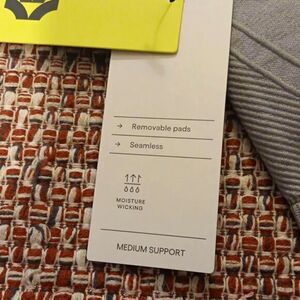 → Removable pads
→ Seamless
MOISTURE
WICKING
MEDIUM SUPPORT